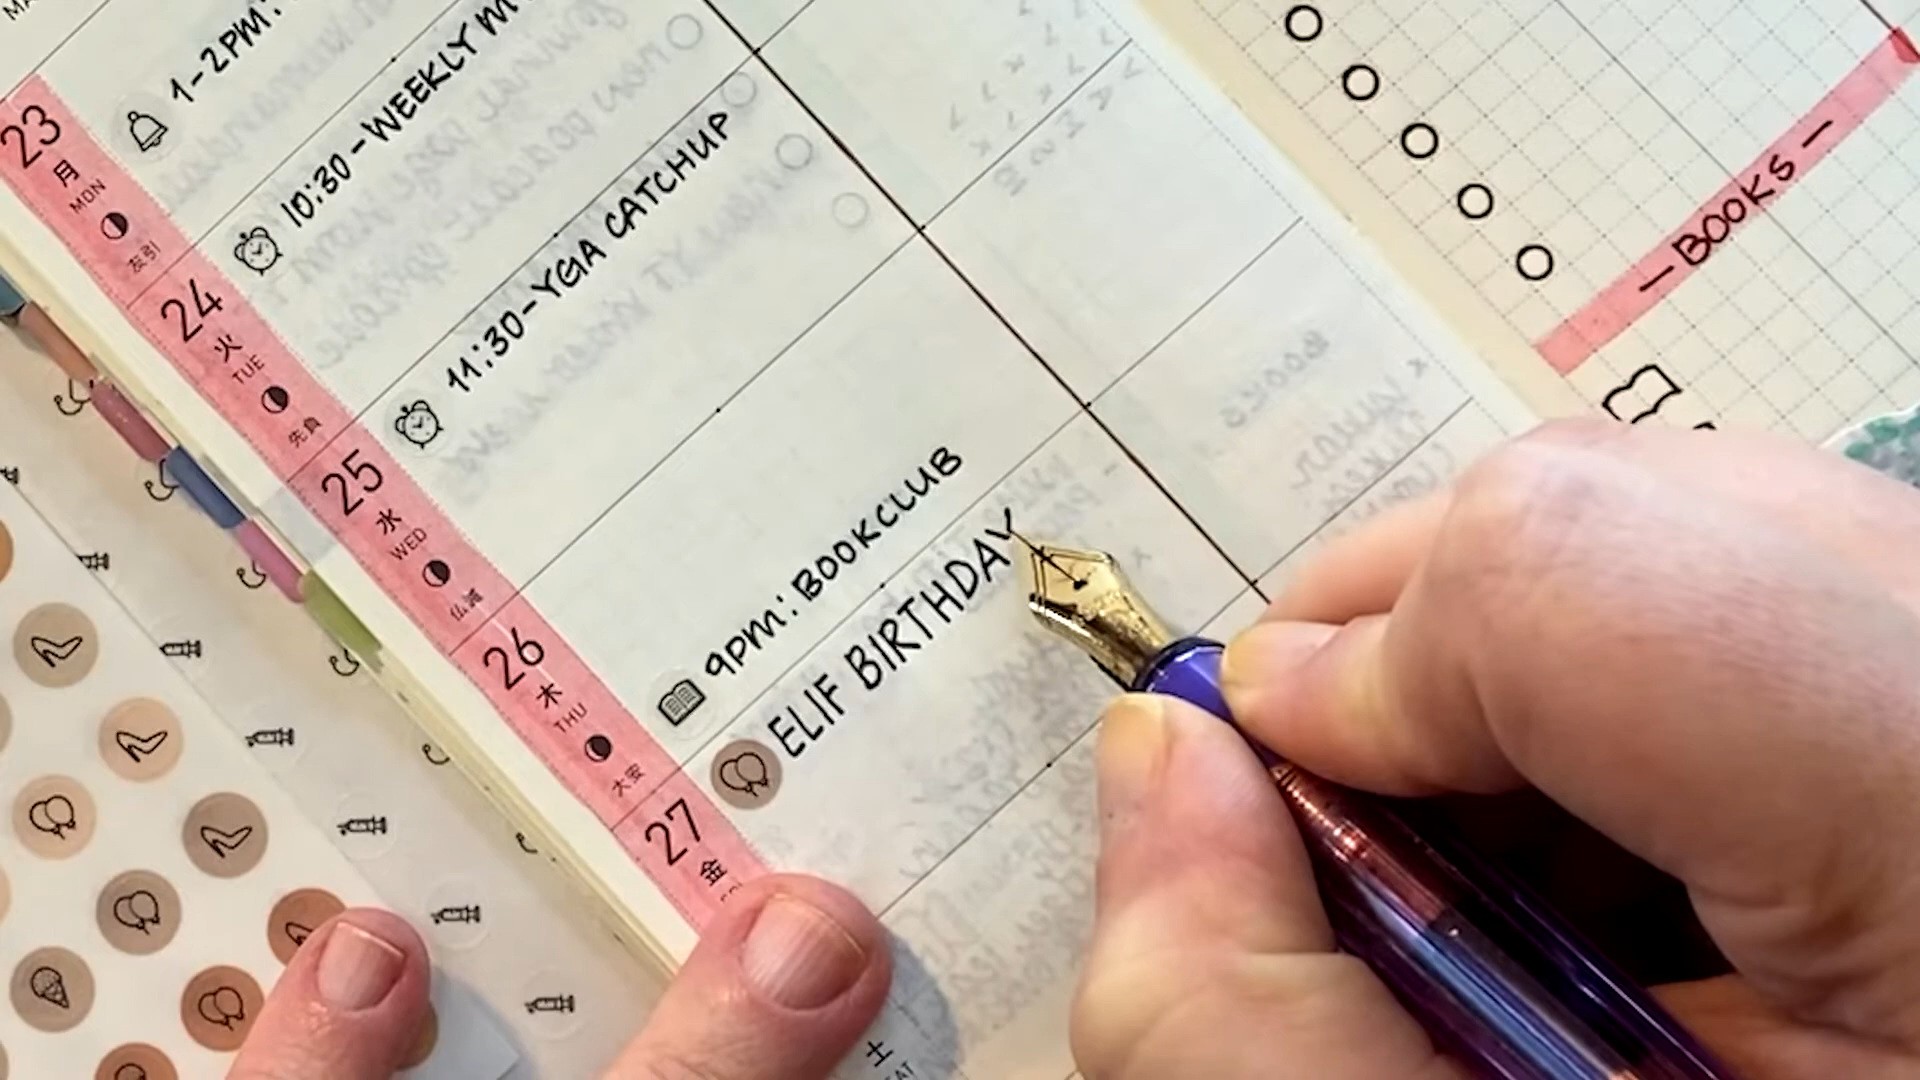 1-2PM:
23
月
MON
友引
10:30-WEEKLY M
24
火
TUE
先負
11:30-YGA CATCHUP
25
水
WED
仏滅
9PM: BOOKCLUB
26
木
THU
大安
ELIF BIRTHDAY
27
金
土
-BOOKS-